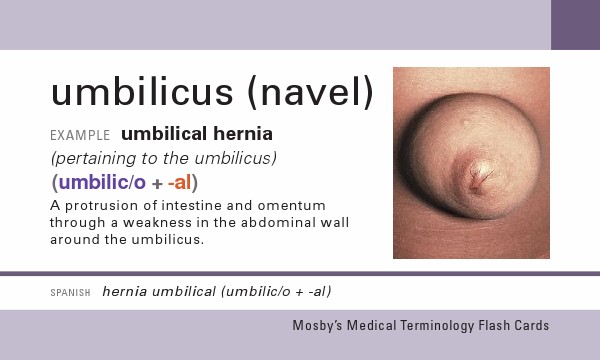 umbilicus (navel)
EXAMPLE umbilical hernia
(pertaining to the umbilicus)
(umbilic/o + -al)
A protrusion of intestine and omentum
through a weakness in the abdominal wall
around the umbilicus.
SPANISH hernia umbilical (umbilic/o + -al)
Mosby's Medical Terminology Flash Cards